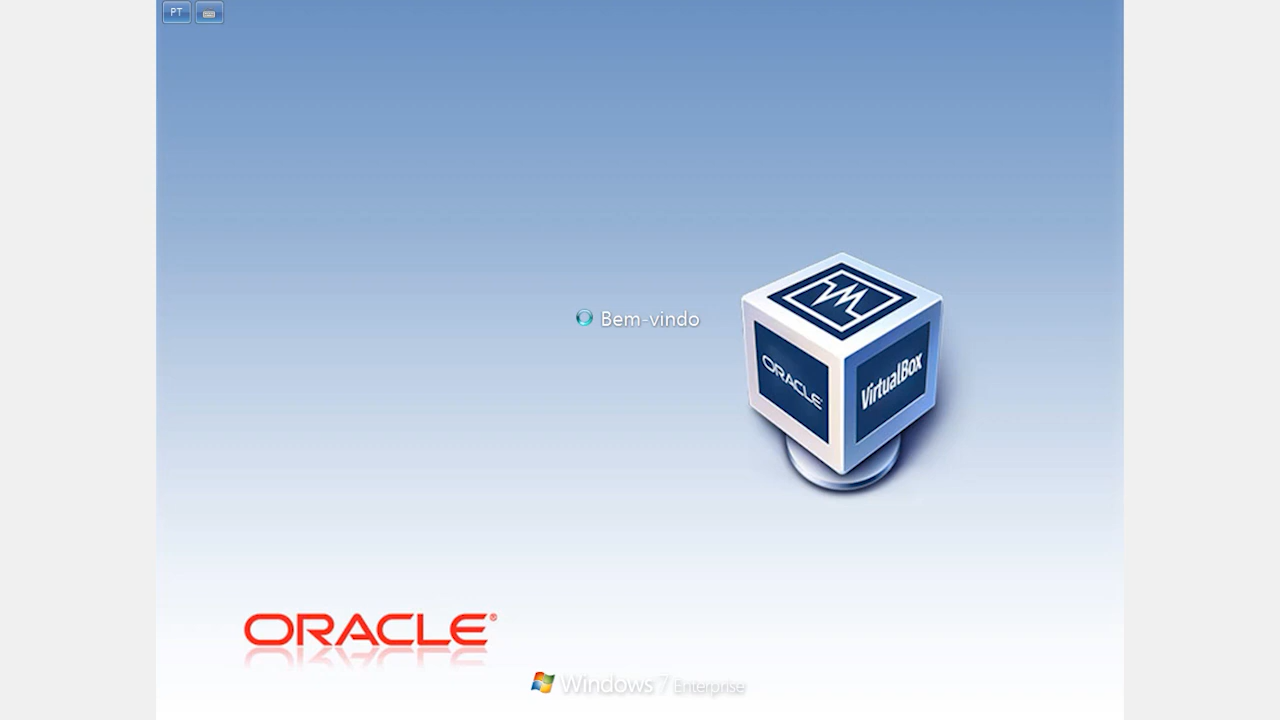 PT
Bem-vindo
ORACLE
VirtualBox
ORACLE®
Windows 7 Enterprise